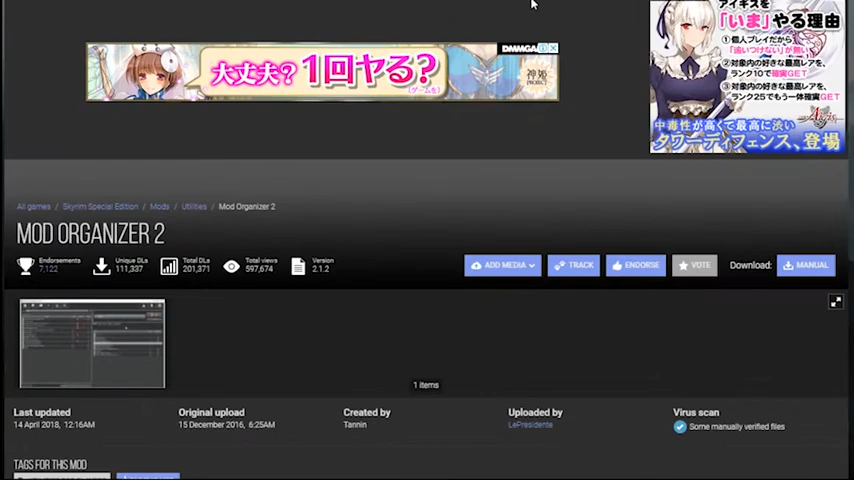 アイギスを
「いま」やる理由
①個人プレイだから
「追いつけない」が無い
②対象内の好きな最高レアを、
ランク10で確実GET
③対象内の好きな最高レアを、
ランク25でもう一体確実GET
中毒性が高くて最高に渋い
タワーディフェンス、登場
DMMGA
大丈夫? 1回ヤる?
(ゲームを)
神姫
PROJECT
All games / Skyrim Special Edition / Mods / Utilities / Mod Organizer 2
MOD ORGANIZER 2
Endorsements
7,122
Unique DLs
111,337
Total DLs
201,371
Total views
597,674
Version
2.1.2
ADD MEDIA
TRACK
ENDORSE
VOTE
Download:
MANUAL
1 items
Last updated
14 April 2018, 12:16AM
Original upload
15 December 2016, 6:25AM
Created by
Tannin
Uploaded by
LePresidente
Virus scan
Some manually verified files
TAGS FOR THIS MOD